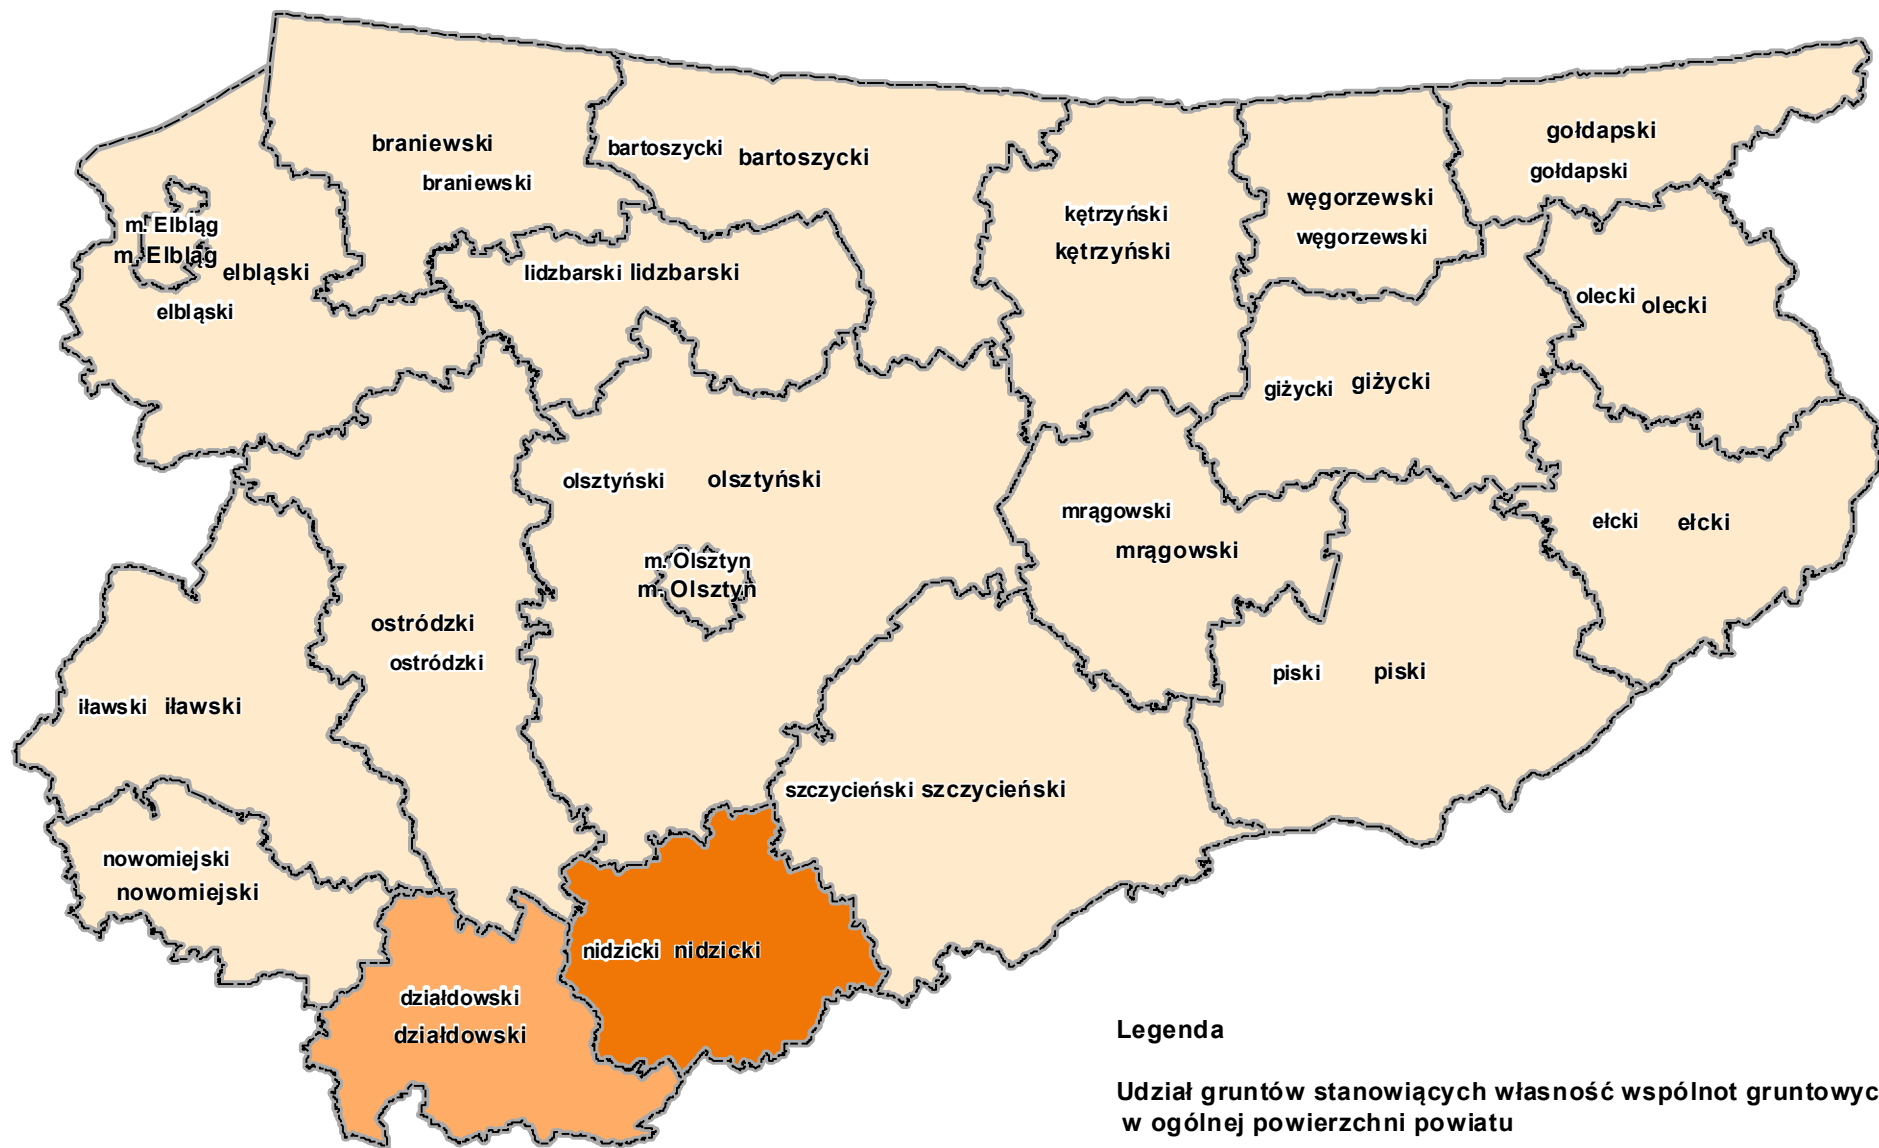 gołdapski
gołdapski
braniewski
braniewski
bartoszycki bartoszycki
kętrzyński
kętrzyński
węgorzewski
węgorzewski
m. Elbląg
m. Elbląg
elbląski
elbląski
lidzbarski lidzbarski
olecki olecki
giżycki giżycki
olsztyński olsztyński
mrągowski
mrągowski
ełcki ełcki
m. Olsztyn
m. Olsztyn
ostródzki
ostródzki
piski piski
iławski iławski
szczycieński szczycieński
nowomiejski
nowomiejski
nidzicki nidzicki
działdowski
działdowski
Legenda
Udział gruntów stanowiących własność wspólnot gruntowyc
w ogólnej powierzchni powiatu